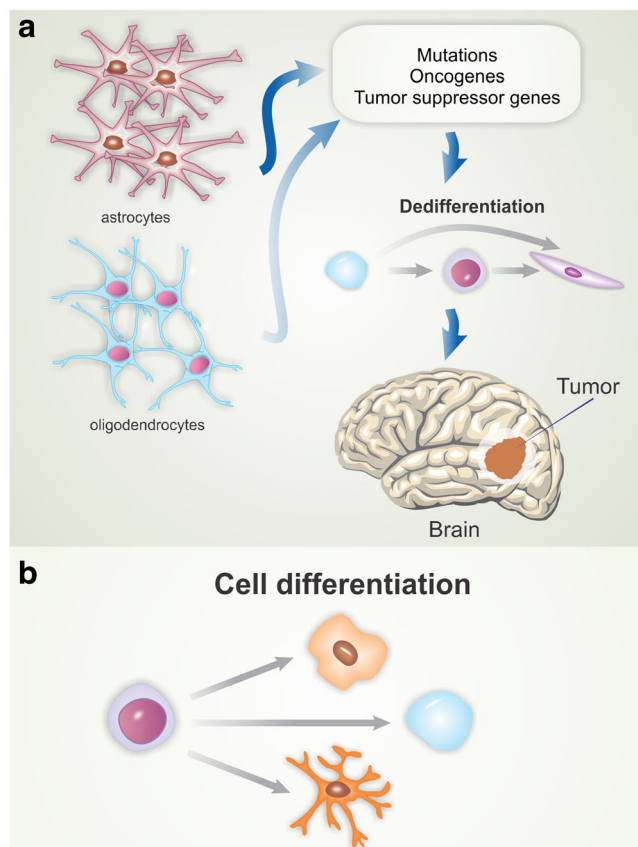 a
Mutations
Oncogenes
Tumor suppressor genes
astrocytes
Dedifferentiation
oligodendrocytes
Tumor
Brain
b
Cell differentiation